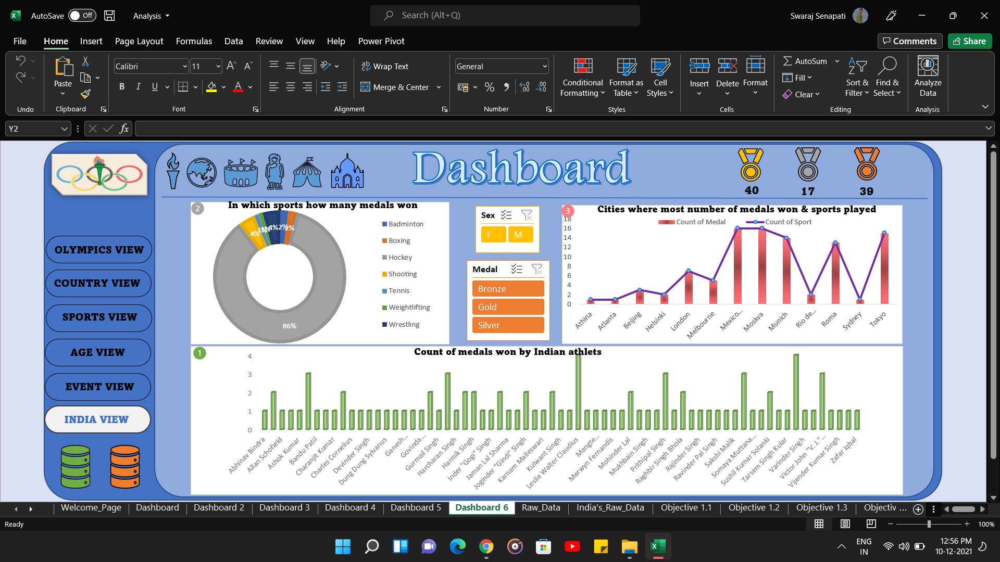 AutoSave Off Analysis Search (Alt+Q) Swaraj Senapati
File Home Insert Page Layout Formulas Data Review View Help Power Pivot Comments Share
Calibri 11 Wrap Text General AutoSum
Paste Conditional Format as Cell Insert Delete Format Fill Sort & Find & Analyze
B I U Merge & Center Formatting Table Styles Clear Filter Select Data
Undo Clipboard Font Alignment Number Styles Cells Editing Analysis
Y2 fx
Dashboard
40 17 39
OLYMPICS VIEW
COUNTRY VIEW
SPORTS VIEW
AGE VIEW
EVENT VIEW
INDIA VIEW
2 In which sports how many medals won
4% 1% 4% 2% 2%
86%
Badminton
Boxing
Hockey
Shooting
Tennis
Weightlifting
Wrestling
Sex
F M
Medal
Bronze
Gold
Silver
3 Cities where most number of medals won & sports played
Count of Medal Count of Sport
18
16
14
12
10
8
6
4
2
0
Athina Atlanta Beijing Helsinki London Melbourne Mexico... Moskva Munich Rio de... Roma Sydney Tokyo
1 Count of medals won by Indian athlets
4
3
2
1
0
Abhinav Bindra Allan Schofield Ashok Kumar Bandu Patil Charanjit Kumar Charles Cornelius Devinder Singh Dung Dung Sylvanus Ganesh... Govinda... Gurmail Singh Harcharan Singh Harmik Singh Inder "Gogi" Singh Jaman Lal Sharma Joginder "Gindi" Singh Karnam Malleswari Kulwant Singh Leslie Walter Claudius Mangte... Merwyn Fernandis Mohinder Lal Mukhbain Singh Prithipal Singh Raghbir Singh Bhola Rajinder Singh Ravinder Pal Singh Sakshi Malik Somaya Muttana... Sushil Kumar Solanki Tarsem Singh Kular Varinder Singh Victor John "V. J."... Vijender Kumar Singh Zafar Iqbal
Welcome_Page Dashboard Dashboard 2 Dashboard 3 Dashboard 4 Dashboard 5 Dashboard 6 Raw_Data India's_Raw_Data Objective 1.1 Objective 1.2 Objective 1.3 Objectiv ...
Ready 100%
ENG 12:56 PM
IN 10-12-2021